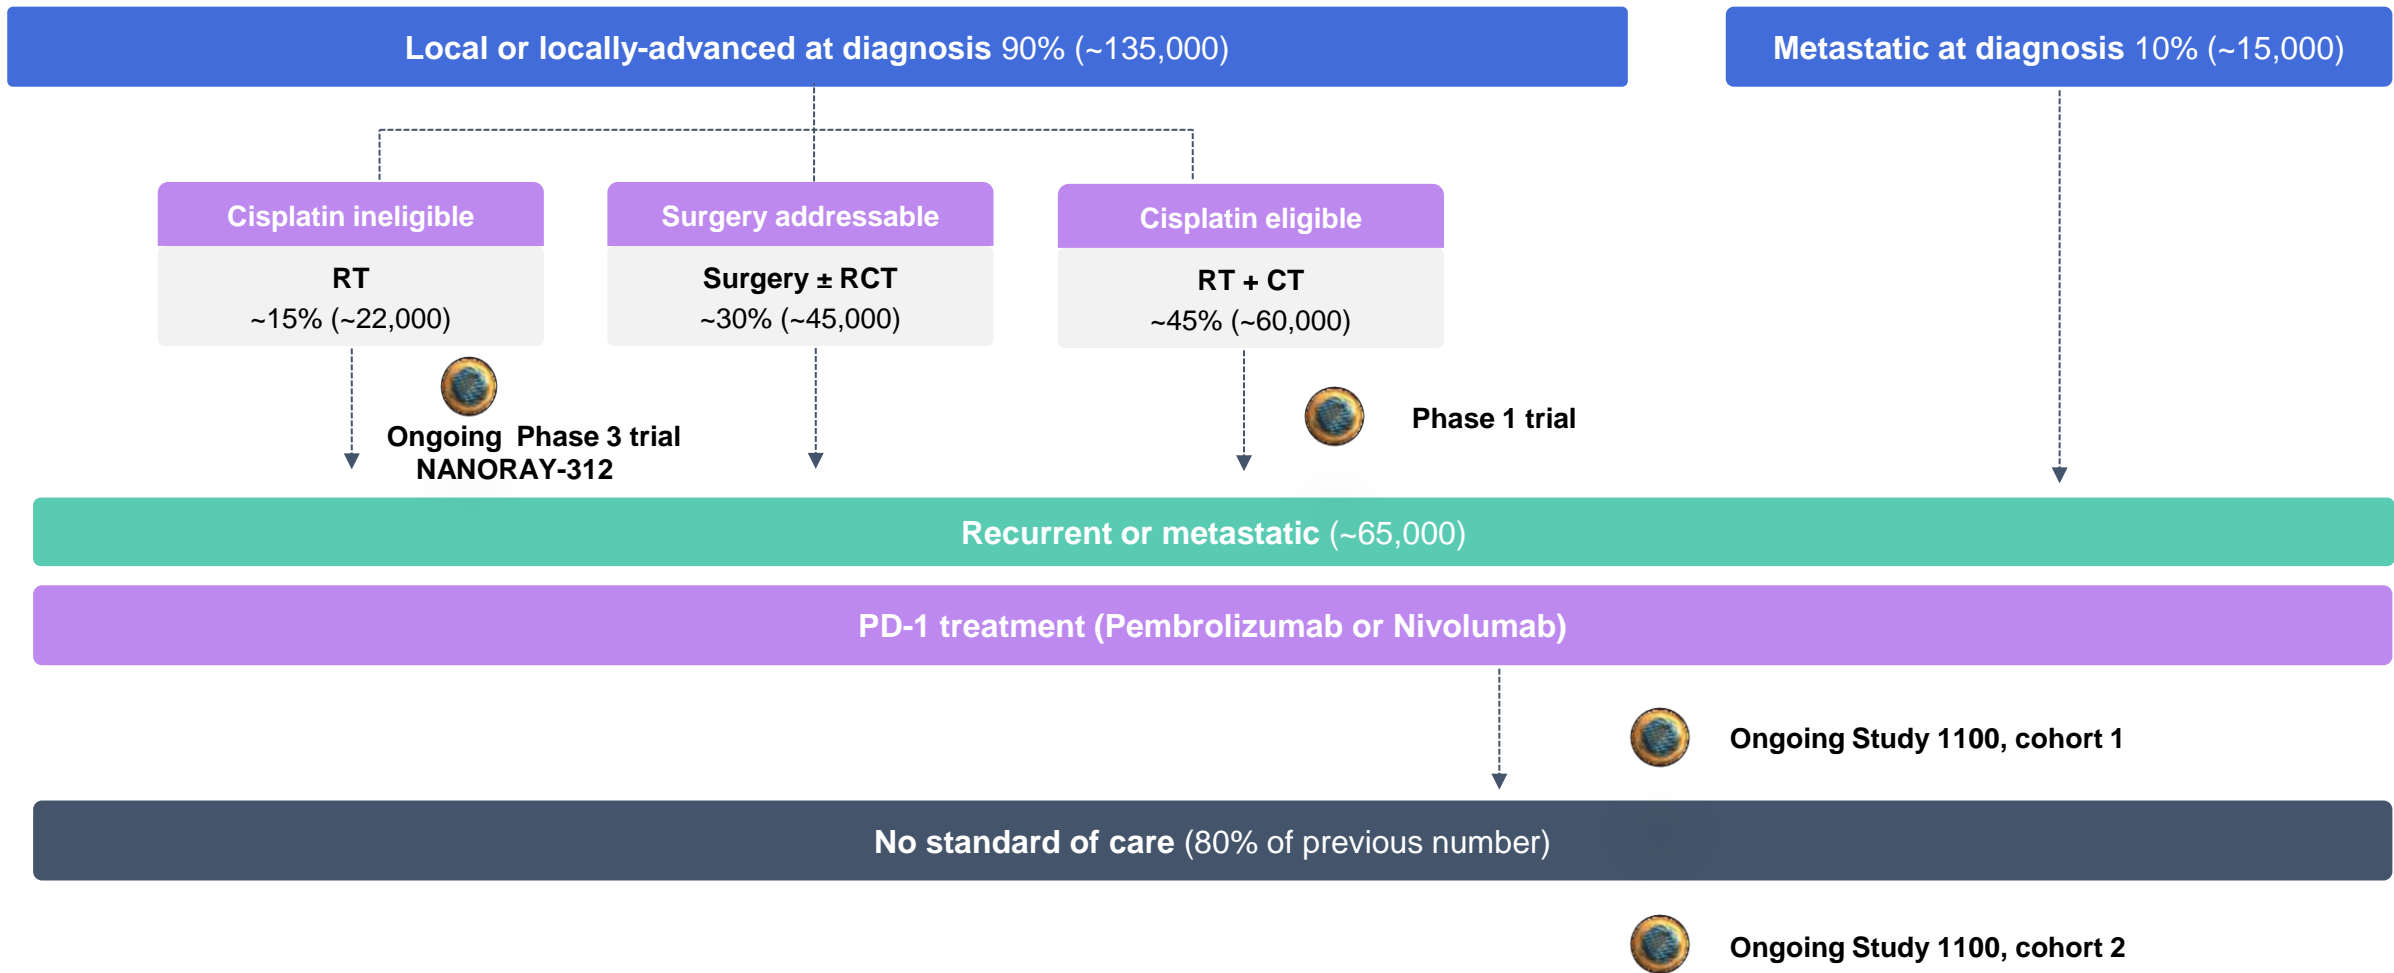 Local or locally-advanced at diagnosis 90% (~135,000)
Metastatic at diagnosis 10% (~15,000)
Cisplatin ineligible
RT
~15% (~22,000)
Surgery addressable
Surgery ± RCT
~30% (~45,000)
Cisplatin eligible
RT + CT
~45% (~60,000)
Ongoing Phase 3 trial
NANORAY-312
Phase 1 trial
Recurrent or metastatic (~65,000)
PD-1 treatment (Pembrolizumab or Nivolumab)
Ongoing Study 1100, cohort 1
No standard of care (80% of previous number)
Ongoing Study 1100, cohort 2